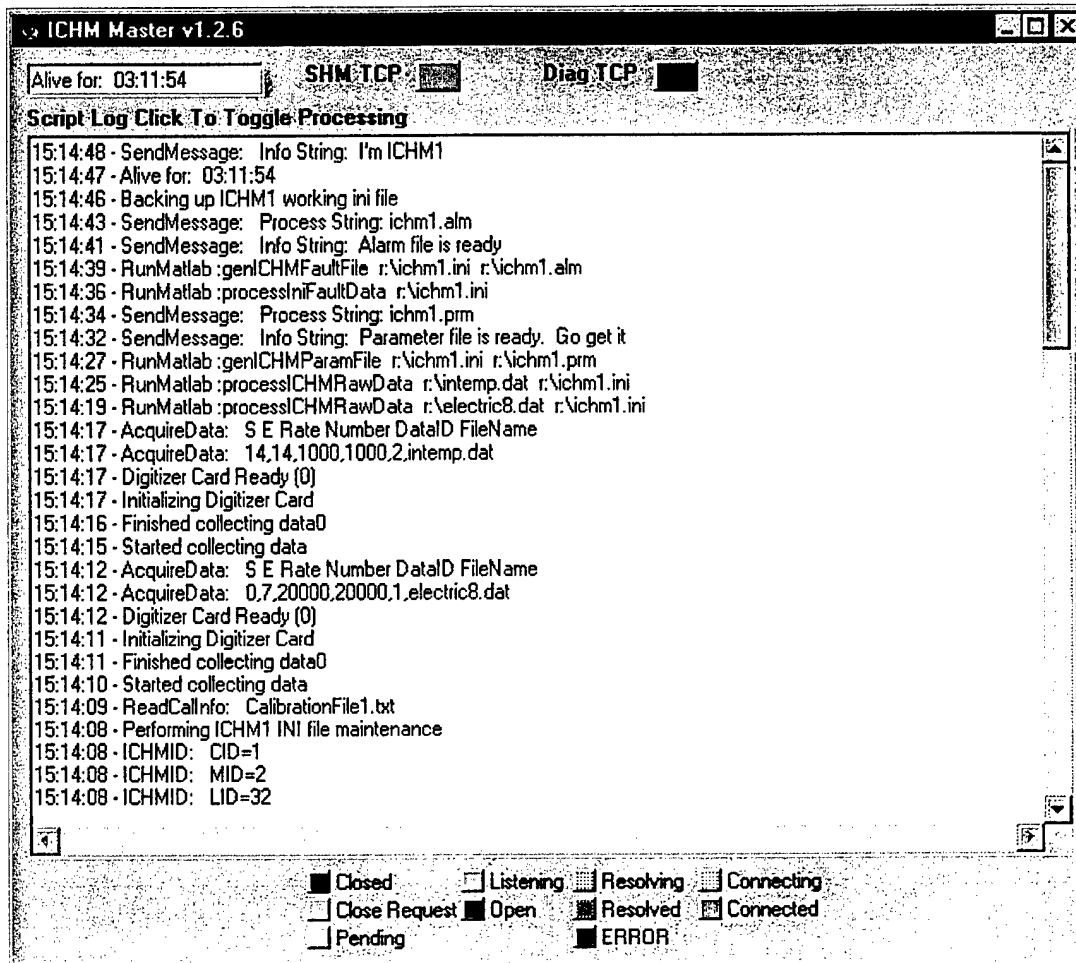 ICHM Master v1.2.6
Alive for: 03:11:54
SHM TCP
Diag TCP
Script Log Click To Toggle Processing
15:14:48 - SendMessage: Info String: I'm ICHM1
15:14:47 - Alive for: 03:11:54
15:14:46 - Backing up ICHM1 working ini file
15:14:43 - SendMessage: Process String: ichm1.alm
15:14:41 - SendMessage: Info String: Alarm file is ready
15:14:39 - RunMatlab :genICHMFaultFile r:\ichm1.ini r:\ichm1.alm
15:14:36 - RunMatlab :processIniFaultData r:\ichm1.ini
15:14:34 - SendMessage: Process String: ichm1.prm
15:14:32 - SendMessage: Info String: Parameter file is ready. Go get it
15:14:27 - RunMatlab :genICHMParamFile r:\ichm1.ini r:\ichm1.prm
15:14:25 - RunMatlab :processICHMRawData r:\intemp.dat r:\ichm1.ini
15:14:19 - RunMatlab :processICHMRawData r:\electric8.dat r:\ichm1.ini
15:14:17 - AcquireData: S E Rate Number DataID FileName
15:14:17 - AcquireData: 14,14,1000,1000,2,intemp.dat
15:14:17 - Digitizer Card Ready (0)
15:14:17 - Initializing Digitizer Card
15:14:16 - Finished collecting data0
15:14:15 - Started collecting data
15:14:12 - AcquireData: S E Rate Number DataID FileName
15:14:12 - AcquireData: 0,7,20000,20000,1,electric8.dat
15:14:12 - Digitizer Card Ready (0)
15:14:11 - Initializing Digitizer Card
15:14:11 - Finished collecting data0
15:14:10 - Started collecting data
15:14:09 - ReadCalInfo: CalibrationFile1.txt
15:14:08 - Performing ICHM1 INI file maintenance
15:14:08 - ICHMID: CID=1
15:14:08 - ICHMID: MID=2
15:14:08 - ICHMID: LID=32
Closed Listening Resolving Connecting
Close Request Open Resolved Connected
Pending ERROR